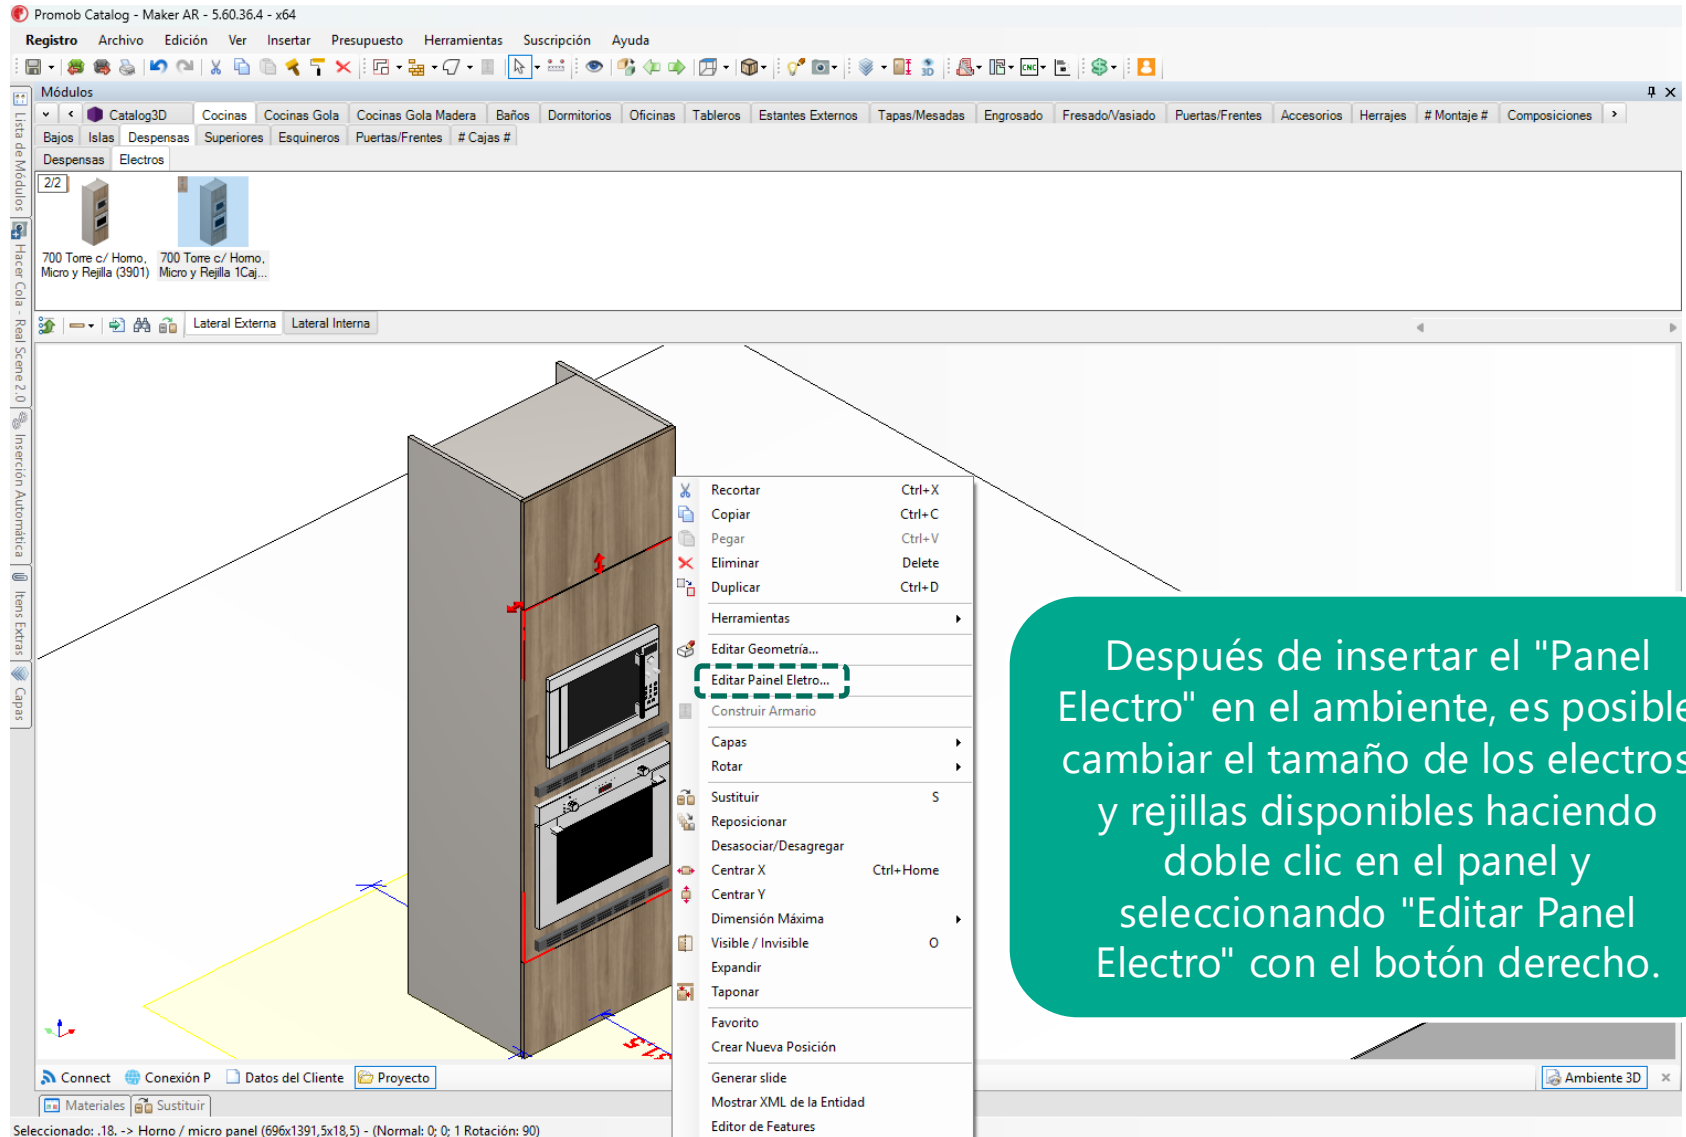 Promob Catalog - Maker AR - 5.60.36.4 - x64
Registro Archivo Edición Ver Insertar Presupuesto Herramientas Suscripción Ayuda
3D CNC
Módulos
Catalog3D Cocinas Cocinas Gola Cocinas Gola Madera Baños Dormitorios Oficinas Tableros Estantes Externos Tapas/Mesadas Engrosado Fresado/Vasiado Puertas/Frentes Accesorios Herrajes # Montaje # Composiciones
Bajos Islas Despensas Superiores Esquineros Puertas/Frentes # Cajas #
Despensas Electros
2/2
700 Torre c/ Horno, 700 Torre c/ Horno,
Micro y Rejilla (3901) Micro y Rejilla 1Caj...
Lateral Externa Lateral Interna
Lista de Módulos
Hacer Cola - Real Scene 2.0
Inserción Automática
Itens Extras
Capas
Recortar Ctrl+X
Copiar Ctrl+C
Pegar Ctrl+V
Eliminar Delete
Duplicar Ctrl+D
Herramientas
Editar Geometría...
Editar Painel Eletro...
Construir Armario
Capas
Rotar
Sustituir S
Reposicionar
Desasociar/Desagregar
Centrar X Ctrl+Home
Centrar Y
Dimensión Máxima
Visible / Invisible O
Expandir
Taponar
Favorito
Crear Nueva Posición
Generar slide
Mostrar XML de la Entidad
Editor de Features
Después de insertar el "Panel
Electro" en el ambiente, es posible
cambiar el tamaño de los electros
y rejillas disponibles haciendo
doble clic en el panel y
seleccionando "Editar Panel
Electro" con el botón derecho.
Connect Conexión P Datos del Cliente Proyecto Ambiente 3D
Materiales Sustituir
Seleccionado: .18. -> Horno / micro panel (696x1391,5x18,5) - (Normal: 0; 0; 1 Rotación: 90)